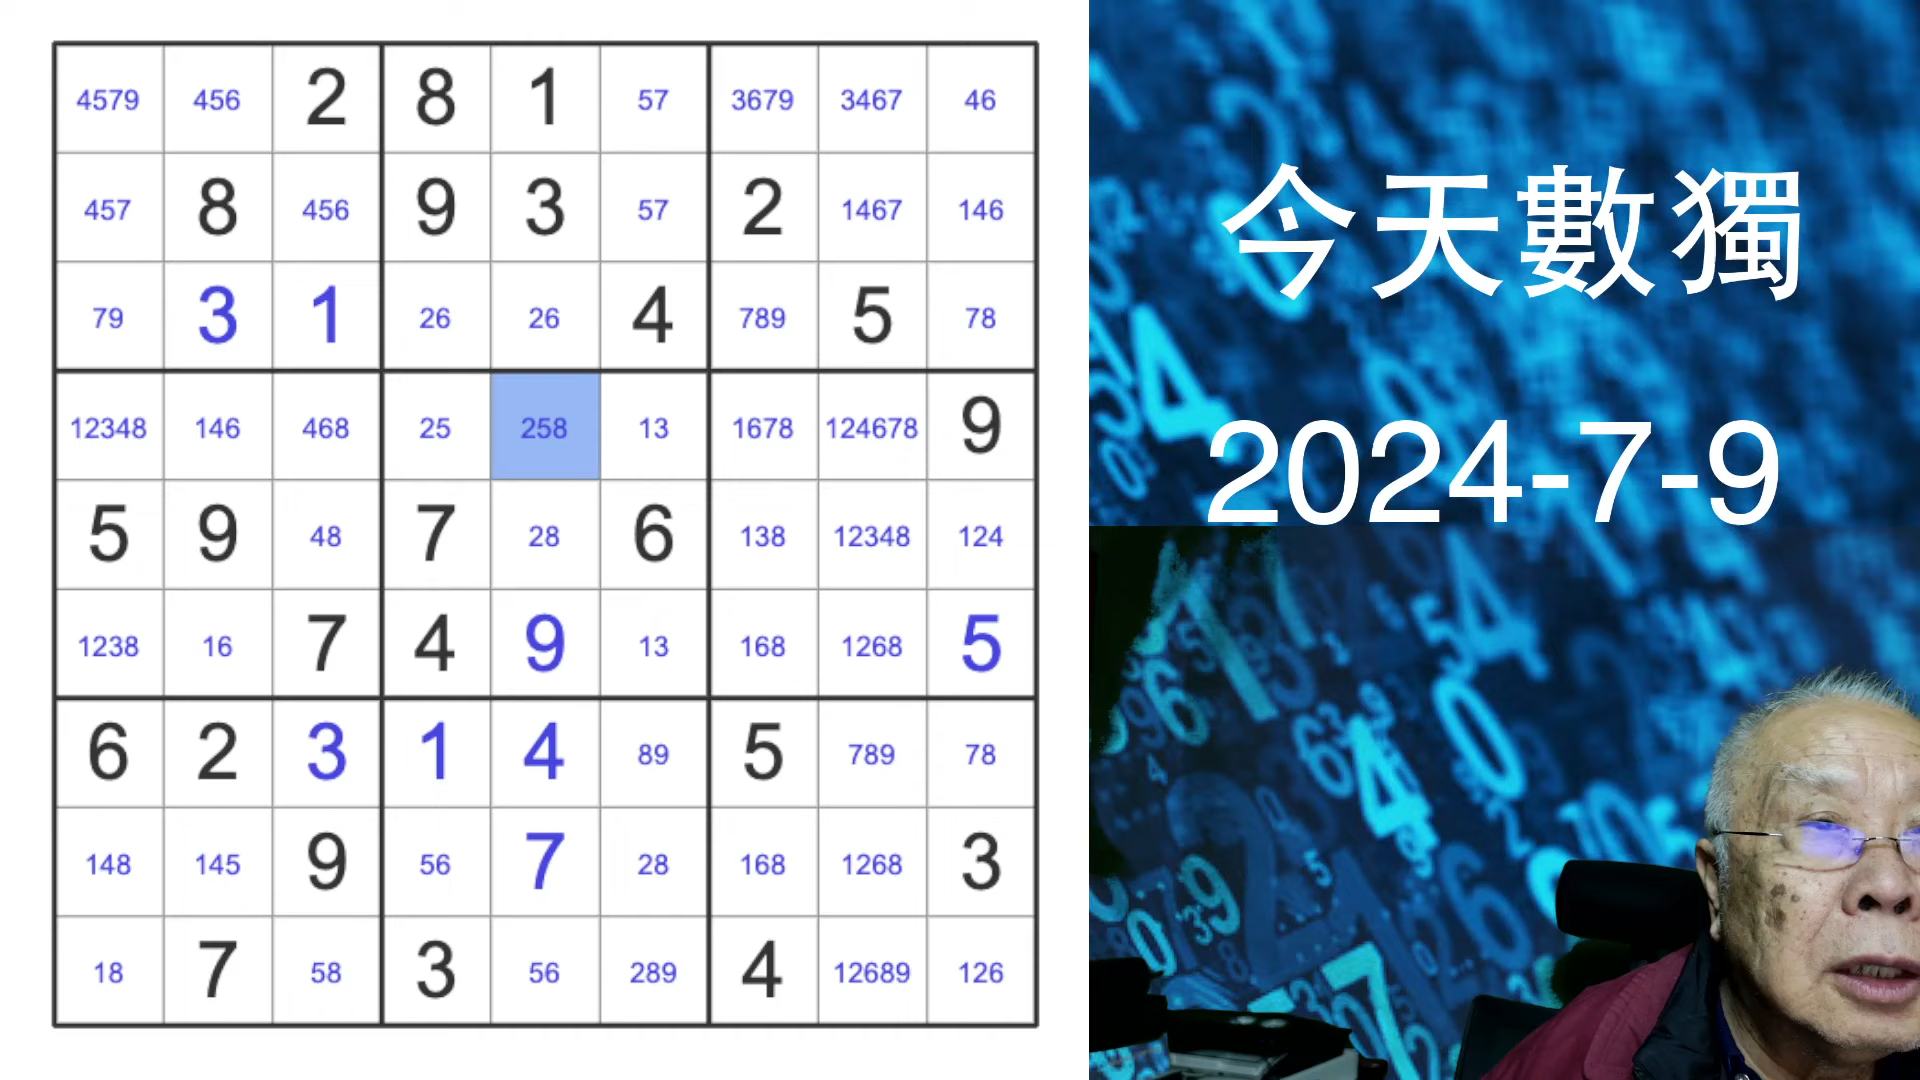 4579 456 2 8 1 57 3679 3467 46
457 8 456 9 3 57 2 1467 146
79 3 1 26 26 4 789 5 78
12348 146 468 25 258 13 1678 124678 9
5 9 48 7 28 6 138 12348 124
1238 16 7 4 9 13 168 1268 5
6 2 3 1 4 89 5 789 78
148 145 9 56 7 28 168 1268 3
18 7 58 3 56 289 4 12689 126
今天數獨
2024-7-9